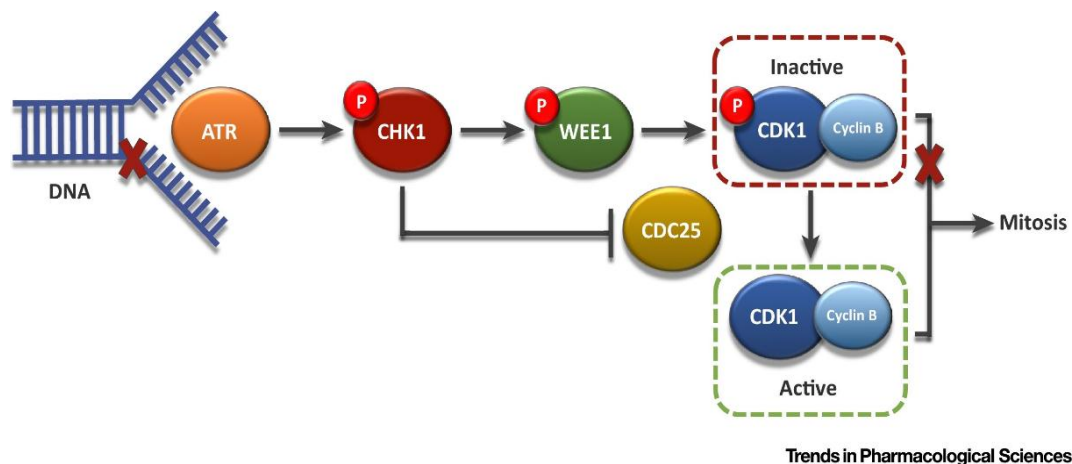 Inactive
P
P
P
ATR
CHK1
WEE1
CDK1
Cyclin B
DNA
CDC25
Mitosis
CDK1
Cyclin B
Active
Trends in Pharmacological Sciences